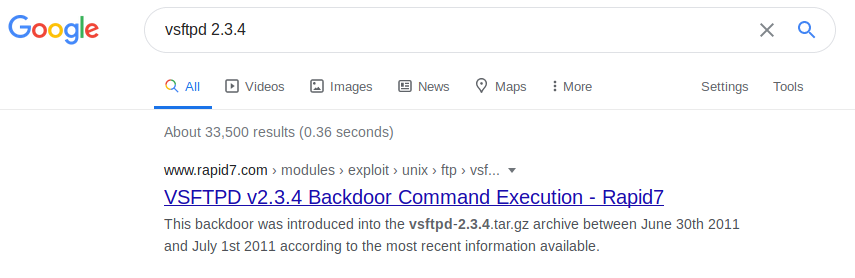 Google
vsftpd 2.3.4
All Videos Images News Maps More Settings Tools
About 33,500 results (0.36 seconds)
www.rapid7.com › modules › exploit › unix › ftp › vsf...
VSFTPD v2.3.4 Backdoor Command Execution - Rapid7
This backdoor was introduced into the vsftpd-2.3.4.tar.gz archive between June 30th 2011
and July 1st 2011 according to the most recent information available.